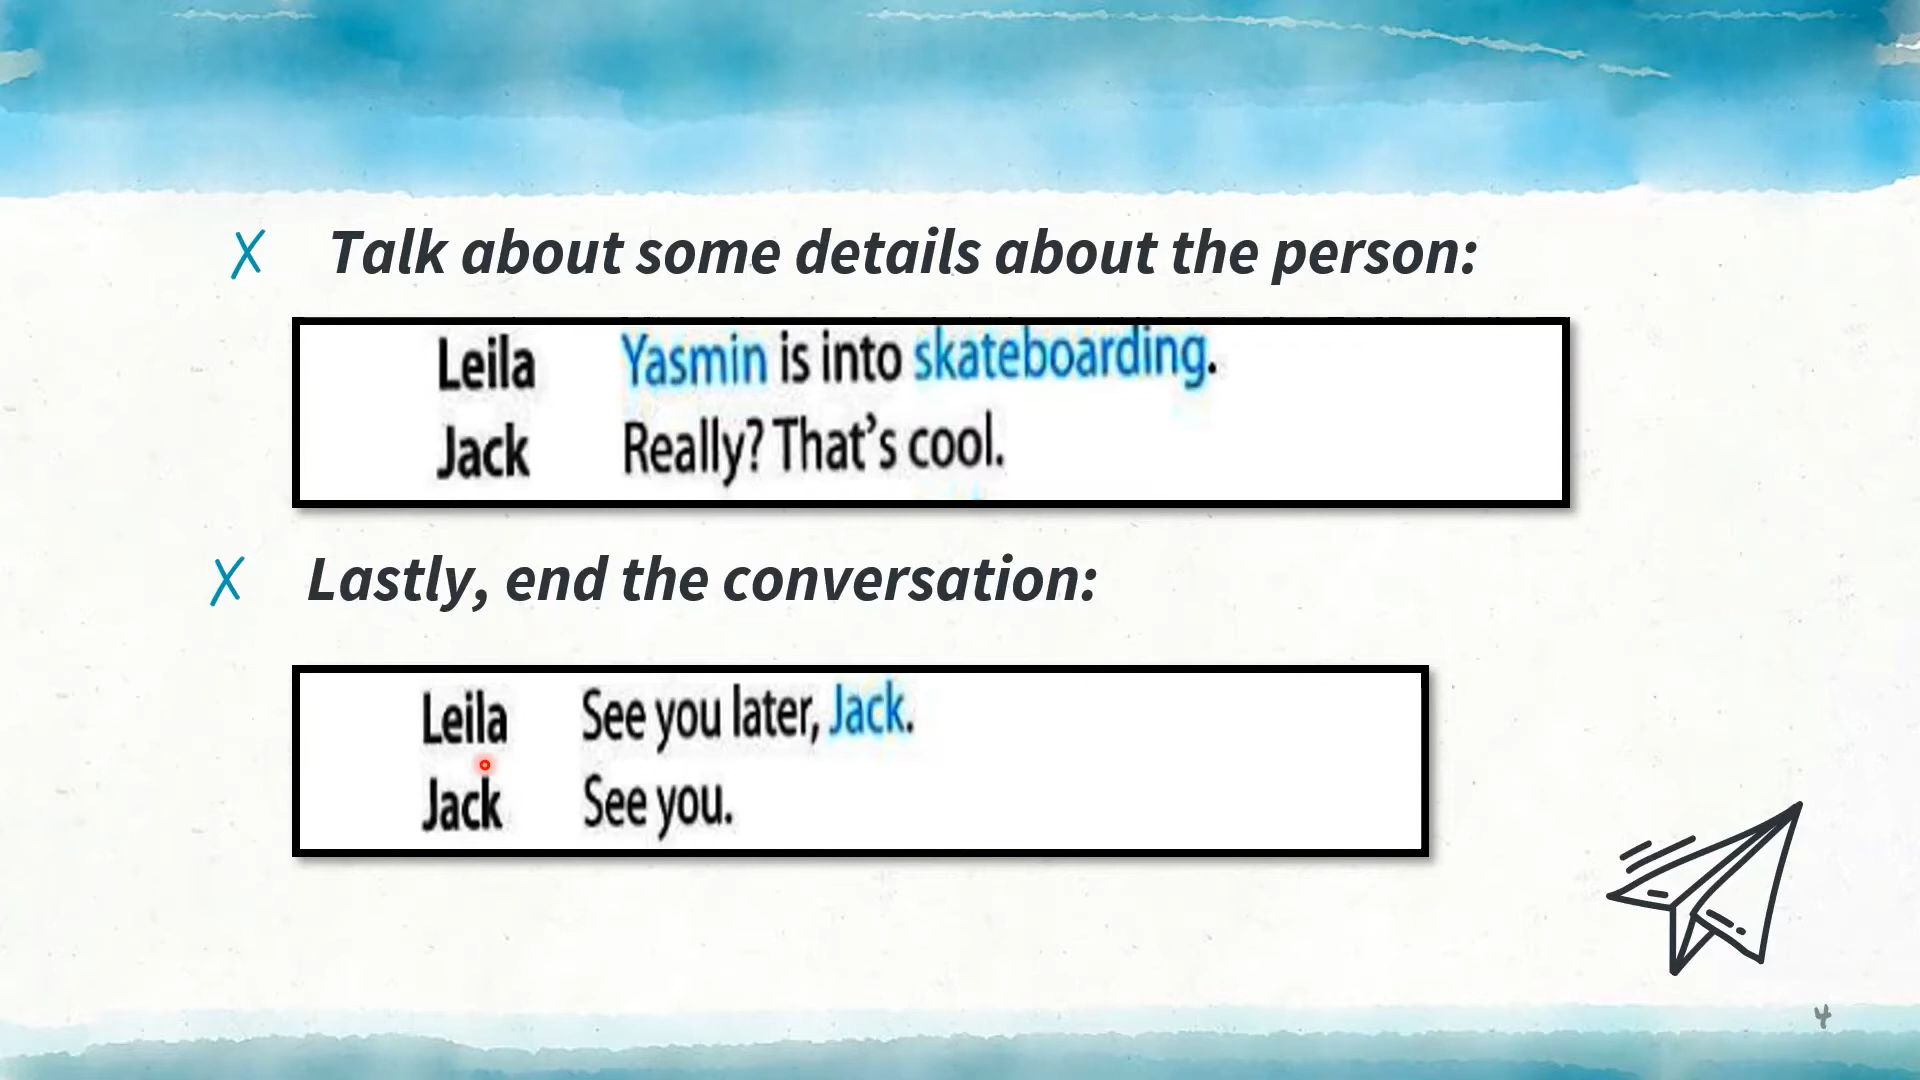 Talk about some details about the person:
Leila Yasmin is into skateboarding.
Jack Really? That's cool.
Lastly, end the conversation:
Leila See you later, Jack.
Jack See you.
4